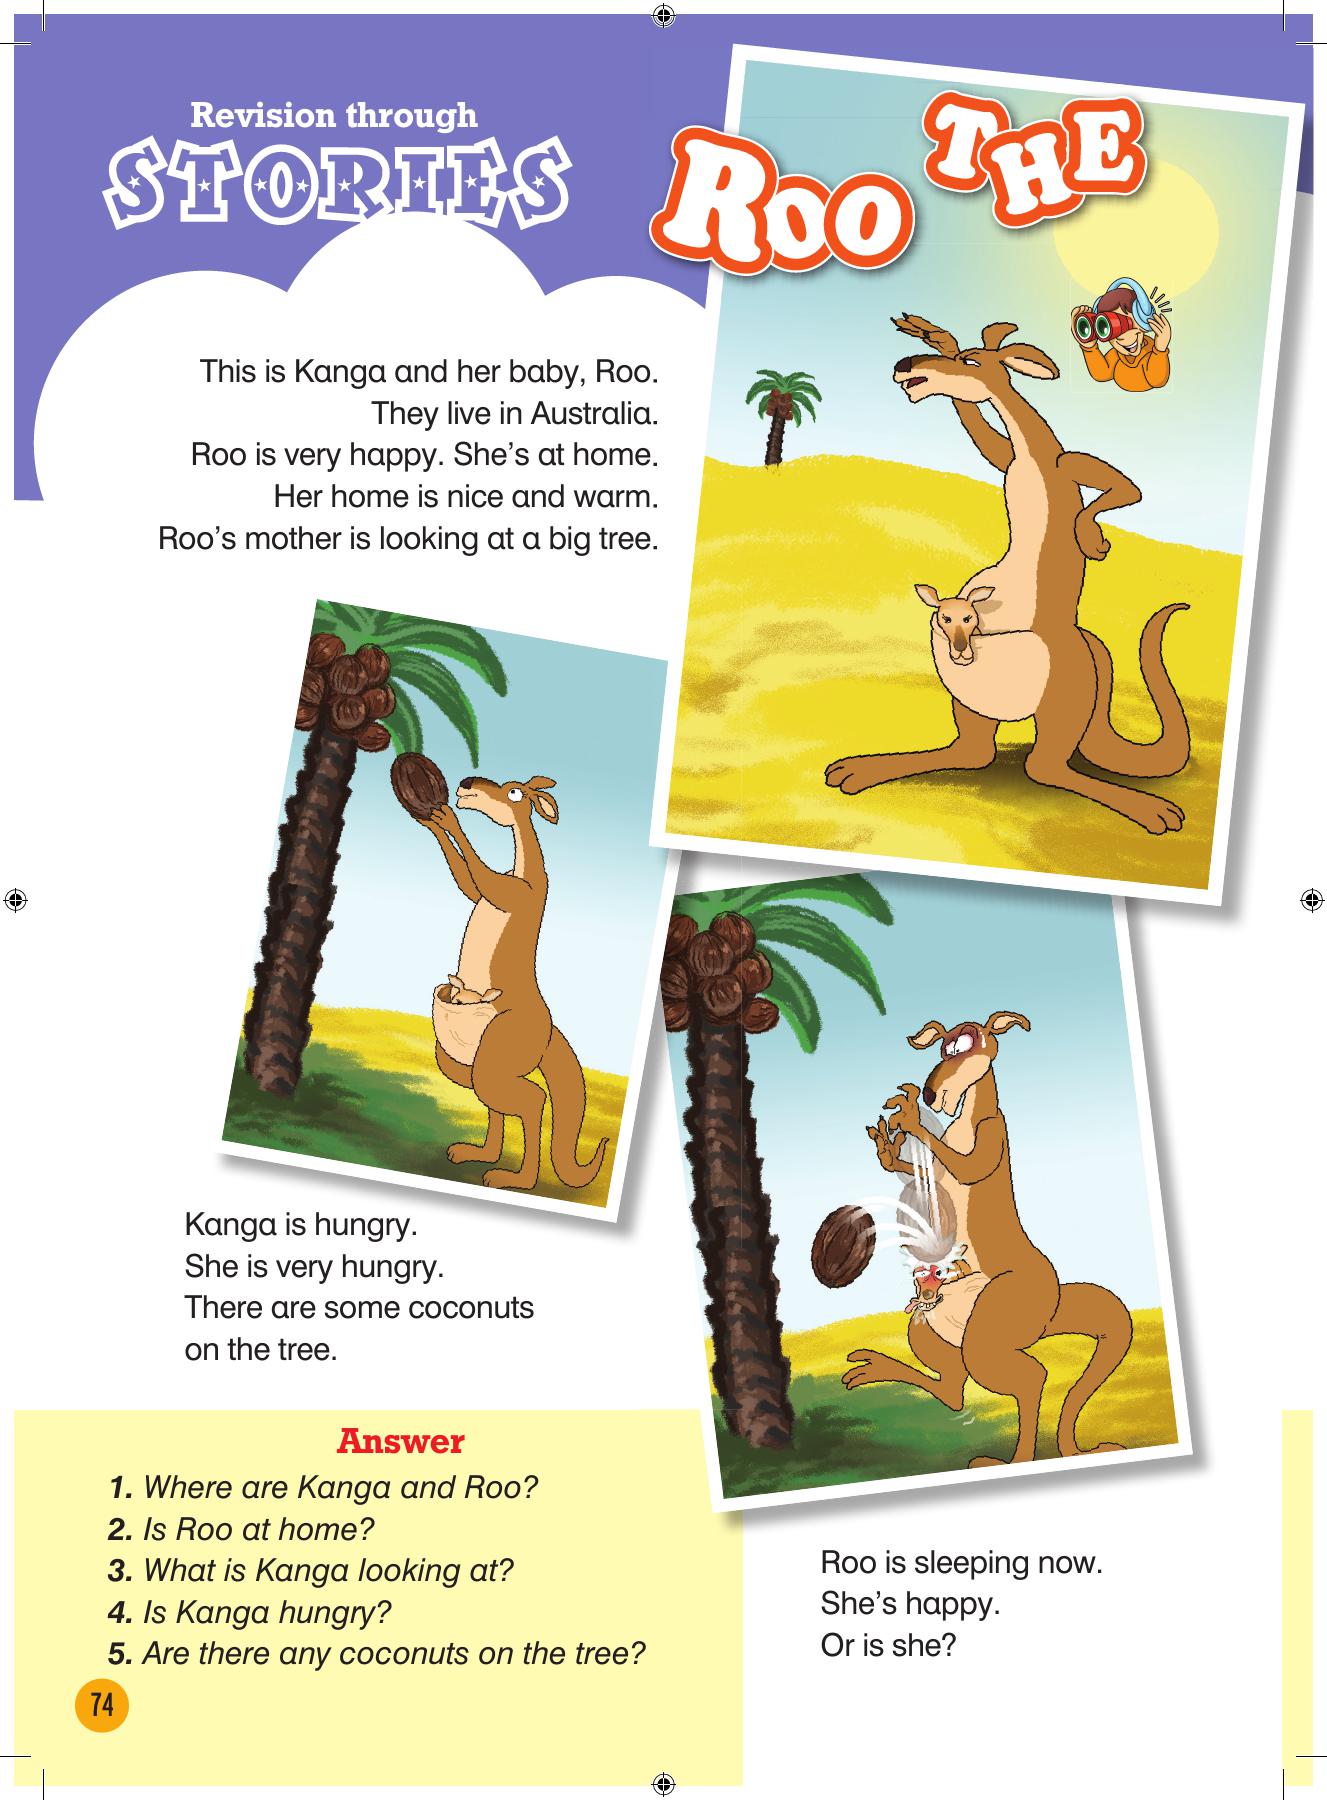 Revision through
STORIES
ROO THE
This is Kanga and her baby, Roo.
They live in Australia.
Roo is very happy. She's at home.
Her home is nice and warm.
Roo's mother is looking at a big tree.
Kanga is hungry.
She is very hungry.
There are some coconuts
on the tree.
Roo is sleeping now.
She's happy.
Or is she?
Answer
1. Where are Kanga and Roo?
2. Is Roo at home?
3. What is Kanga looking at?
4. Is Kanga hungry?
5. Are there any coconuts on the tree?
74